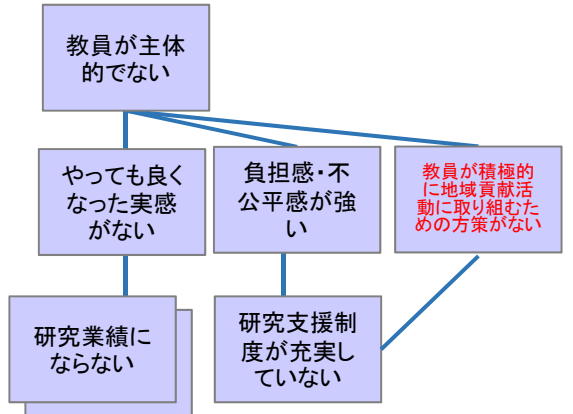 教員が主体
的でない
やっても良く
なった実感
がない
負担感・不
公平感が強
い
教員が積極的
に地域貢献活
動に取り組むた
めの方策がない
研究業績に
ならない
研究支援制
度が充実し
ていない